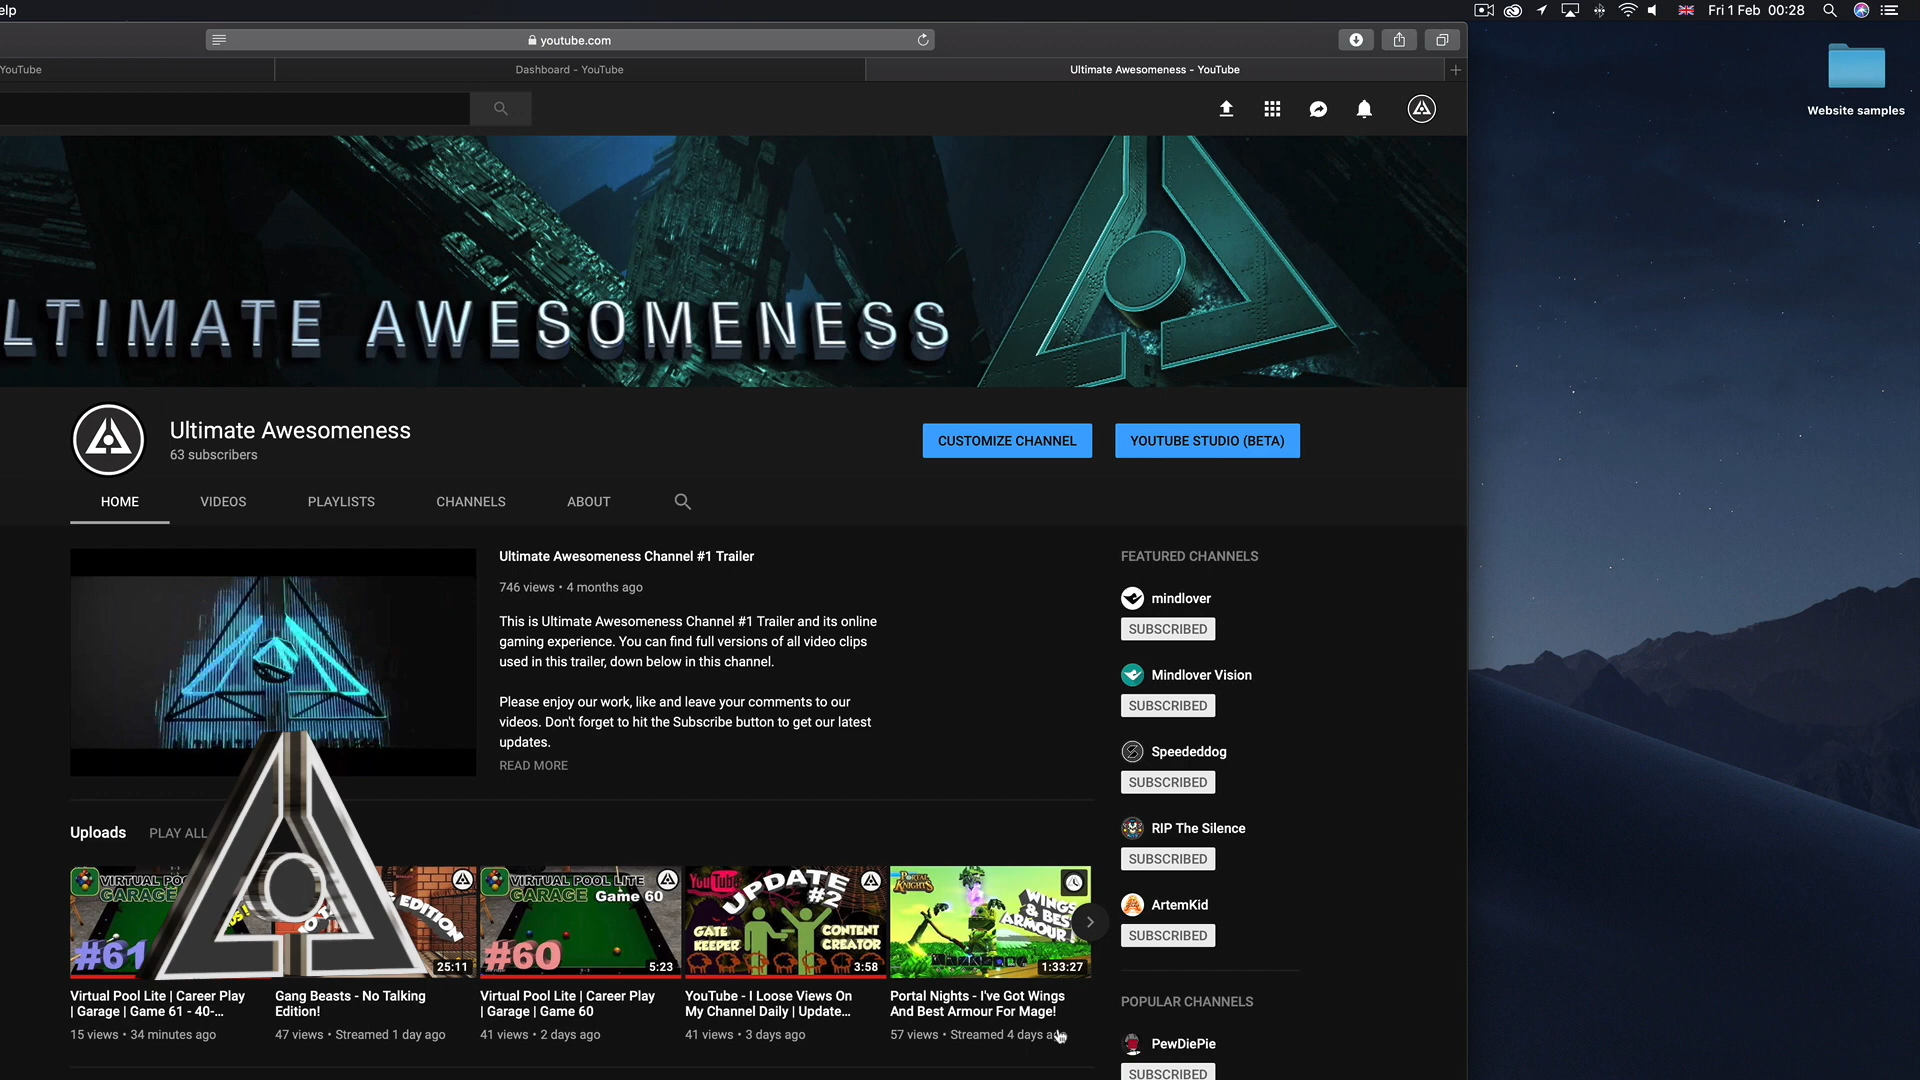 elp
Fri 1 Feb 00:28
youtube.com
YouTube
Dashboard - YouTube
Ultimate Awesomeness - YouTube
+
Website samples
LTIMATE AWESOMENESS
Ultimate Awesomeness
63 subscribers
CUSTOMIZE CHANNEL
YOUTUBE STUDIO (BETA)
HOME
VIDEOS
PLAYLISTS
CHANNELS
ABOUT
Ultimate Awesomeness Channel #1 Trailer
746 views • 4 months ago
This is Ultimate Awesomeness Channel #1 Trailer and its online
gaming experience. You can find full versions of all video clips
used in this trailer, down below in this channel.
Please enjoy our work, like and leave your comments to our
videos. Don't forget to hit the Subscribe button to get our latest
updates.
READ MORE
FEATURED CHANNELS
mindlover
SUBSCRIBED
Mindlover Vision
SUBSCRIBED
Speededdog
SUBSCRIBED
RIP The Silence
SUBSCRIBED
ArtemKid
SUBSCRIBED
POPULAR CHANNELS
PewDiePie
SUBSCRIBED
Uploads
PLAY ALL
VIRTUAL POO
GARAGE
#61
EDITION
25:11
VIRTUAL POOL LITE
GARAGE Game 60
#60
5:23
YouTube
UPDATE
#2
GATE
KEEPER
CONTENT
CREATOR
3:58
PORTAL
KNIGHTS
WINGS
& BEST
ARMOUR
1:33:27
Virtual Pool Lite | Career Play
| Garage | Game 61 - 40-...
15 views • 34 minutes ago
Gang Beasts - No Talking
Edition!
47 views • Streamed 1 day ago
Virtual Pool Lite | Career Play
| Garage | Game 60
41 views • 2 days ago
YouTube - I Loose Views On
My Channel Daily | Update...
41 views • 3 days ago
Portal Nights - I've Got Wings
And Best Armour For Mage!
57 views • Streamed 4 days ago